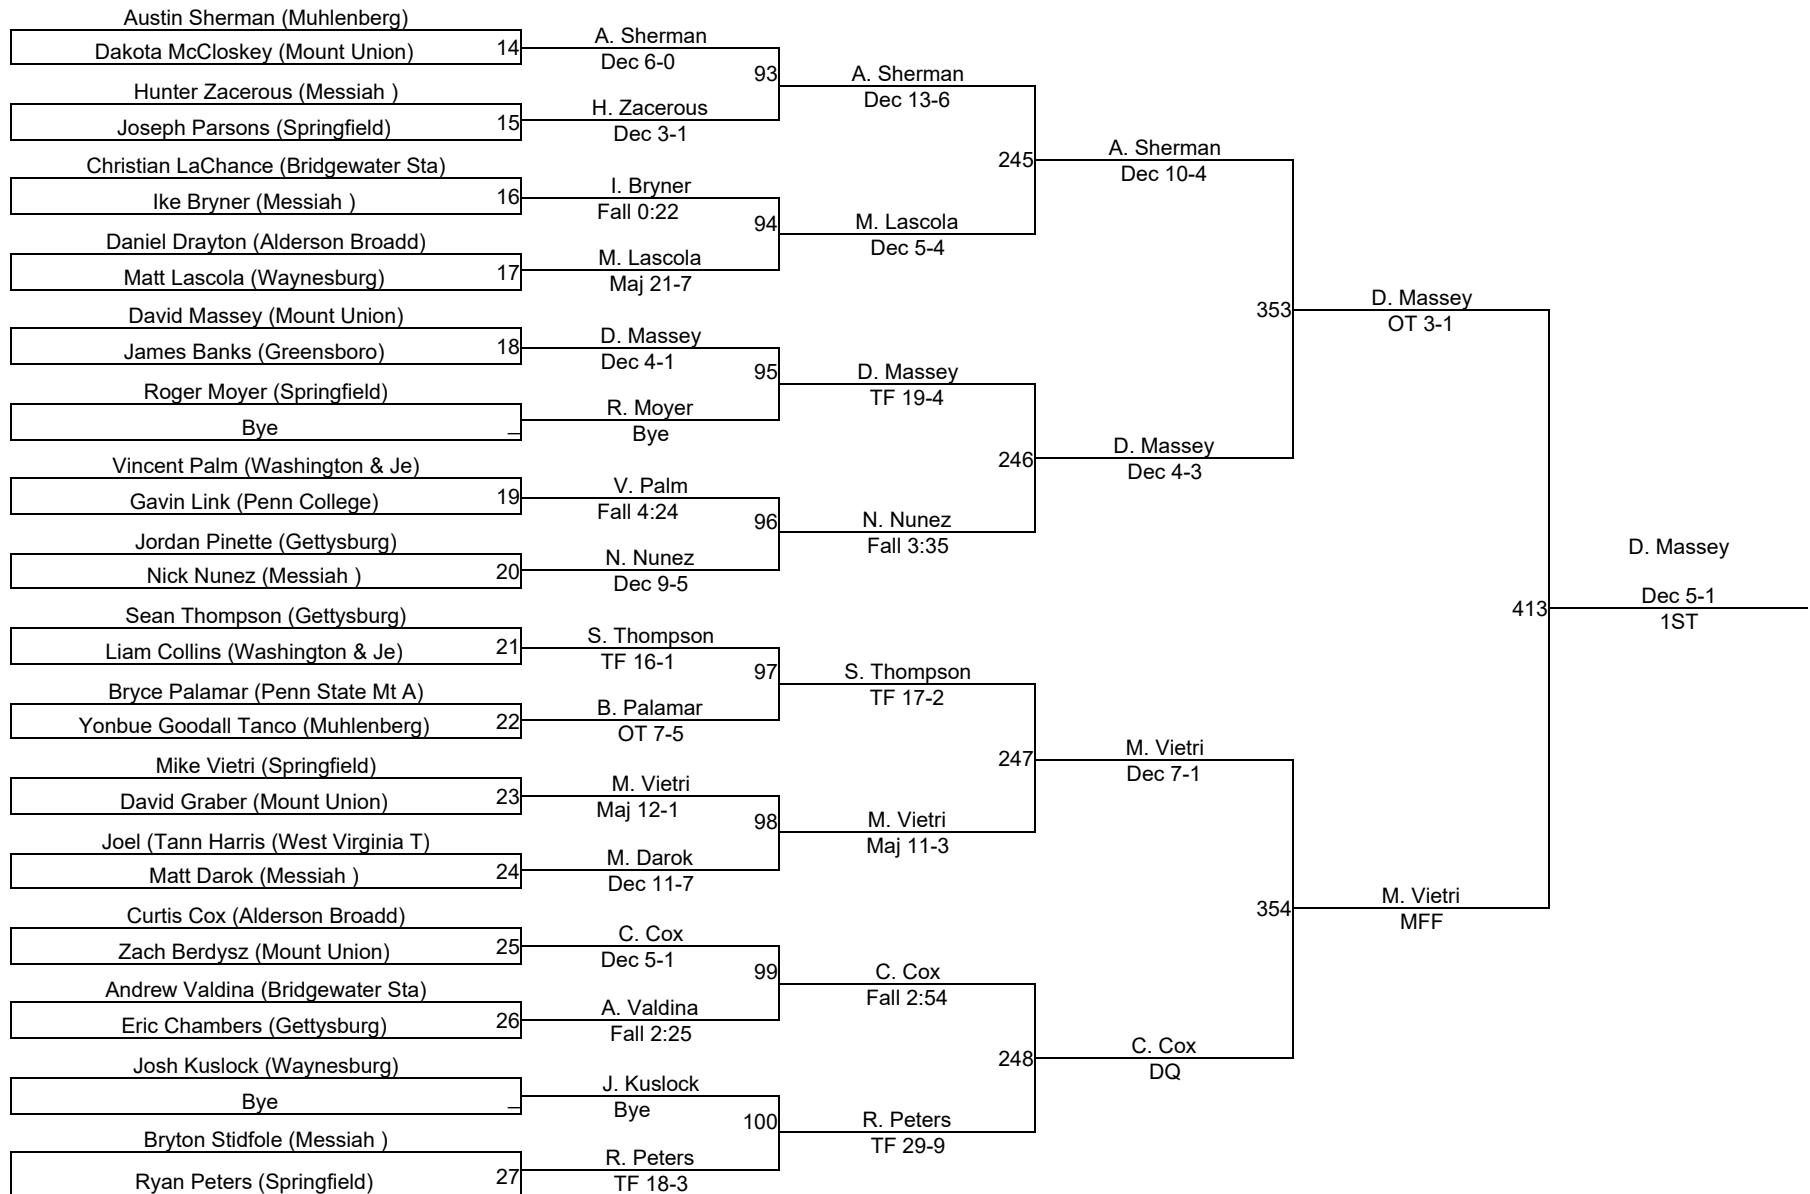 Austin Sherman (Muhlenberg)
Dakota McCloskey (Mount Union)
14
Hunter Zacerous (Messiah )
Joseph Parsons (Springfield)
15
Christian LaChance (Bridgewater Sta)
Ike Bryner (Messiah )
16
Daniel Drayton (Alderson Broadd)
Matt Lascola (Waynesburg)
17
David Massey (Mount Union)
James Banks (Greensboro)
18
Roger Moyer (Springfield)
Bye
_
Vincent Palm (Washington & Je)
Gavin Link (Penn College)
19
Jordan Pinette (Gettysburg)
Nick Nunez (Messiah )
20
Sean Thompson (Gettysburg)
Liam Collins (Washington & Je)
21
Bryce Palamar (Penn State Mt A)
Yonbue Goodall Tanco (Muhlenberg)
22
Mike Vietri (Springfield)
David Graber (Mount Union)
23
Joel (Tann Harris (West Virginia T)
Matt Darok (Messiah )
24
Curtis Cox (Alderson Broadd)
Zach Berdysz (Mount Union)
25
Andrew Valdina (Bridgewater Sta)
Eric Chambers (Gettysburg)
26
Josh Kuslock (Waynesburg)
Bye
_
Bryton Stidfole (Messiah )
Ryan Peters (Springfield)
27
A. Sherman
Dec 6-0
93
H. Zacerous
Dec 3-1
I. Bryner
Fall 0:22
94
M. Lascola
Maj 21-7
D. Massey
Dec 4-1
95
R. Moyer
Bye
V. Palm
Fall 4:24
96
N. Nunez
Dec 9-5
S. Thompson
TF 16-1
97
B. Palamar
OT 7-5
M. Vietri
Maj 12-1
98
M. Darok
Dec 11-7
C. Cox
Dec 5-1
99
A. Valdina
Fall 2:25
J. Kuslock
Bye
100
R. Peters
TF 18-3
A. Sherman
Dec 13-6
245
M. Lascola
Dec 5-4
D. Massey
TF 19-4
246
N. Nunez
Fall 3:35
S. Thompson
TF 17-2
247
M. Vietri
Maj 11-3
C. Cox
Fall 2:54
248
R. Peters
TF 29-9
A. Sherman
Dec 10-4
353
D. Massey
Dec 4-3
M. Vietri
Dec 7-1
354
C. Cox
DQ
D. Massey
OT 3-1
413
M. Vietri
MFF
D. Massey
Dec 5-1
1ST